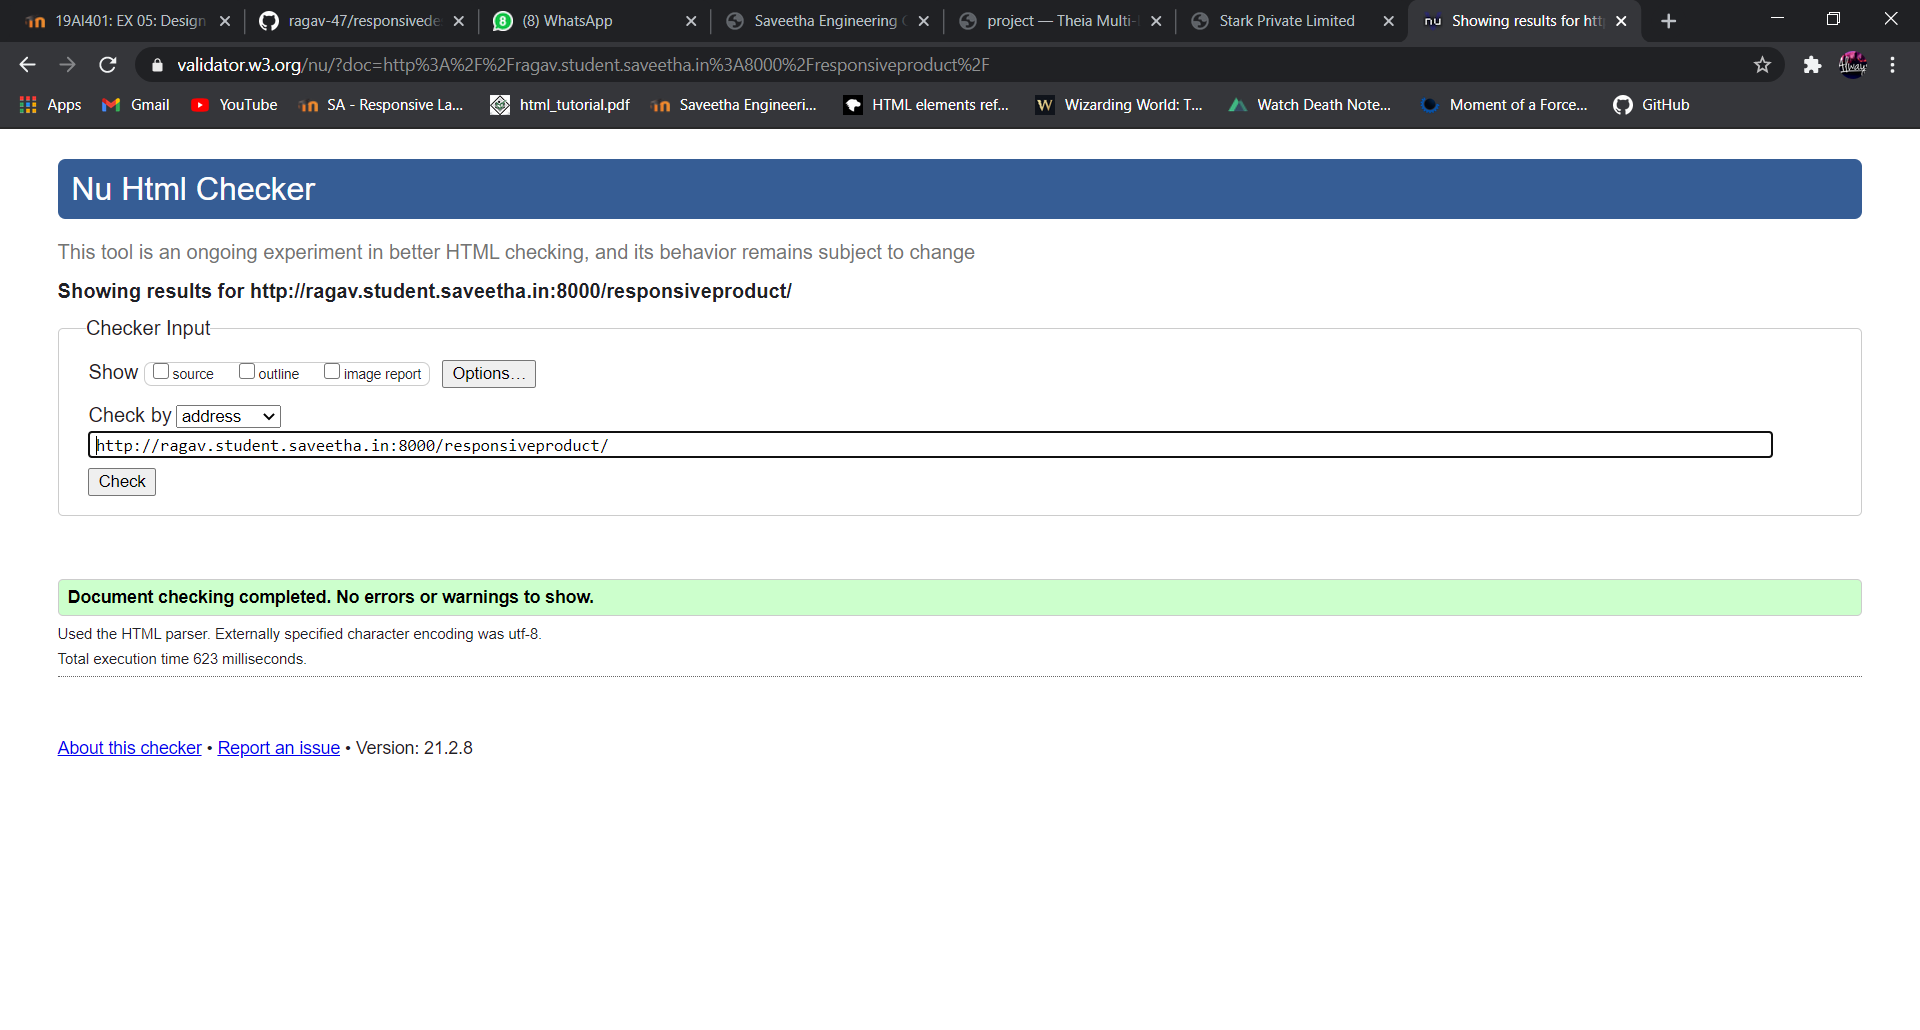 19AI401: EX 05: Design
ragav-47/responsivede
8 (8) WhatsApp
Saveetha Engineering
project — Theia Multi-
Stark Private Limited
nu Showing results for htt
validator.w3.org/nu/?doc=http%3A%2F%2Fragav.student.saveetha.in%3A8000%2Fresponsiveproduct%2F
Apps
Gmail
YouTube
SA - Responsive La...
html_tutorial.pdf
Saveetha Engineeri...
HTML elements ref...
W Wizarding World: T...
Watch Death Note...
Moment of a Force...
GitHub
Nu Html Checker
This tool is an ongoing experiment in better HTML checking, and its behavior remains subject to change
Showing results for http://ragav.student.saveetha.in:8000/responsiveproduct/
Checker Input
Show source outline image report Options...
Check by address
http://ragav.student.saveetha.in:8000/responsiveproduct/
Check
Document checking completed. No errors or warnings to show.
Used the HTML parser. Externally specified character encoding was utf-8.
Total execution time 623 milliseconds.
About this checker • Report an issue • Version: 21.2.8